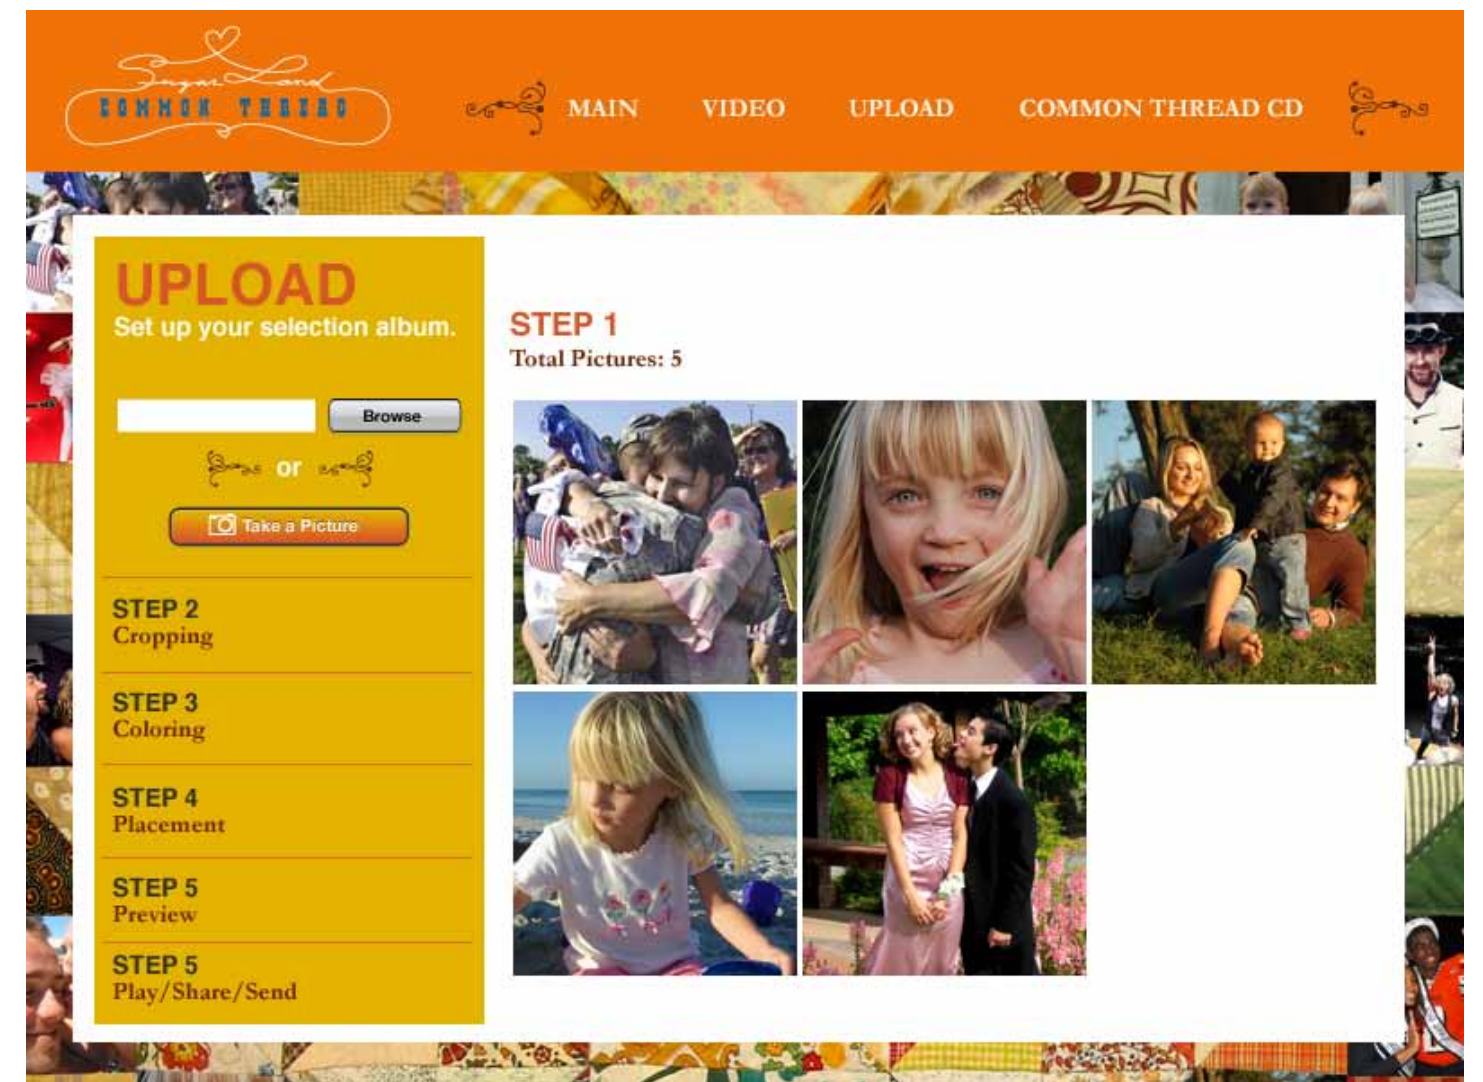 Sugar Land
COMMON THREAD
MAIN
VIDEO
UPLOAD
COMMON THREAD CD
UPLOAD
Set up your selection album.
Browse
or
Take a Picture
STEP 2
Cropping
STEP 3
Coloring
STEP 4
Placement
STEP 5
Preview
STEP 5
Play/Share/Send
STEP 1
Total Pictures: 5